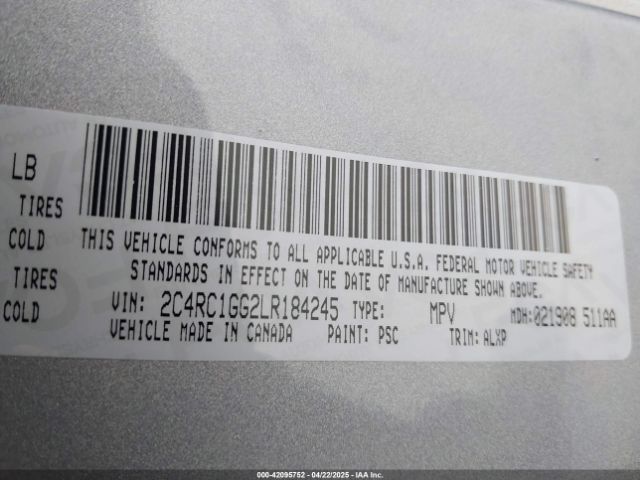 LB
TIRES
COLD
TIRES
COLD
THIS VEHICLE CONFORMS TO ALL APPLICABLE U.S.A. FEDERAL MOTOR VEHICLE SAFETY
STANDARDS IN EFFECT ON THE DATE OF MANUFACTURE SHOWN ABOVE.
VIN: 2C4RC1GG2LR184245 TYPE: MPV MDH:021908 511AA
VEHICLE MADE IN CANADA PAINT: PSC TRIM: ALXP
000-42095752 - 04/22/2025 - IAA Inc.